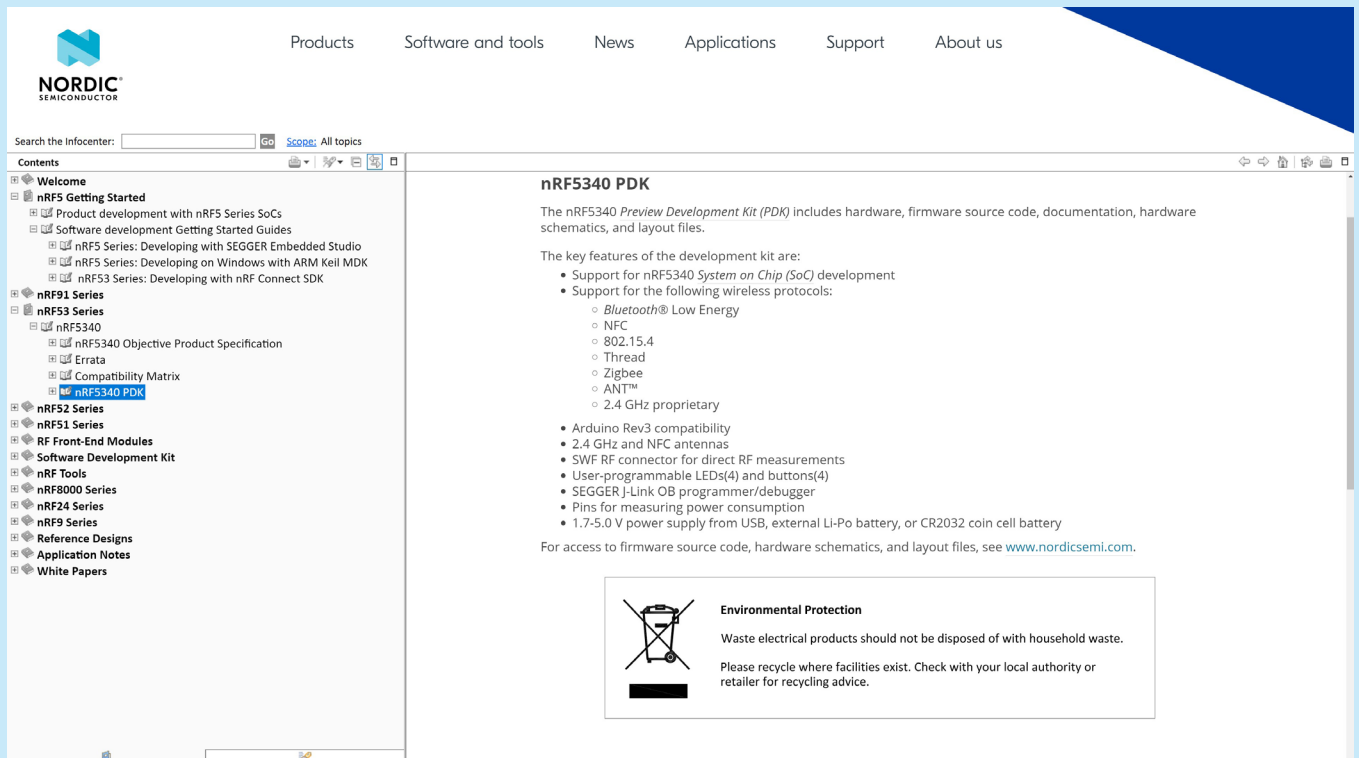 Products Software and tools News Applications Support About us
NORDIC®
SEMICONDUCTOR
Search the Infocenter: Go Scope: All topics
Contents
Welcome
nRF5 Getting Started
Product development with nRF5 Series SoCs
Software development Getting Started Guides
nRF5 Series: Developing with SEGGER Embedded Studio
nRF5 Series: Developing on Windows with ARM Keil MDK
nRF53 Series: Developing with nRF Connect SDK
nRF91 Series
nRF53 Series
nRF5340
nRF5340 Objective Product Specification
Errata
Compatibility Matrix
nRF5340 PDK
nRF52 Series
nRF51 Series
RF Front-End Modules
Software Development Kit
nRF Tools
nRF8000 Series
nRF24 Series
nRF9 Series
Reference Designs
Application Notes
White Papers
nRF5340 PDK
The nRF5340 Preview Development Kit (PDK) includes hardware, firmware source code, documentation, hardware
schematics, and layout files.
The key features of the development kit are:
• Support for nRF5340 System on Chip (SoC) development
• Support for the following wireless protocols:
○ Bluetooth® Low Energy
○ NFC
○ 802.15.4
○ Thread
○ Zigbee
○ ANT™
○ 2.4 GHz proprietary
• Arduino Rev3 compatibility
• 2.4 GHz and NFC antennas
• SWF RF connector for direct RF measurements
• User-programmable LEDs(4) and buttons(4)
• SEGGER J-Link OB programmer/debugger
• Pins for measuring power consumption
• 1.7-5.0 V power supply from USB, external Li-Po battery, or CR2032 coin cell battery
For access to firmware source code, hardware schematics, and layout files, see www.nordicsemi.com.
Environmental Protection
Waste electrical products should not be disposed of with household waste.
Please recycle where facilities exist. Check with your local authority or
retailer for recycling advice.